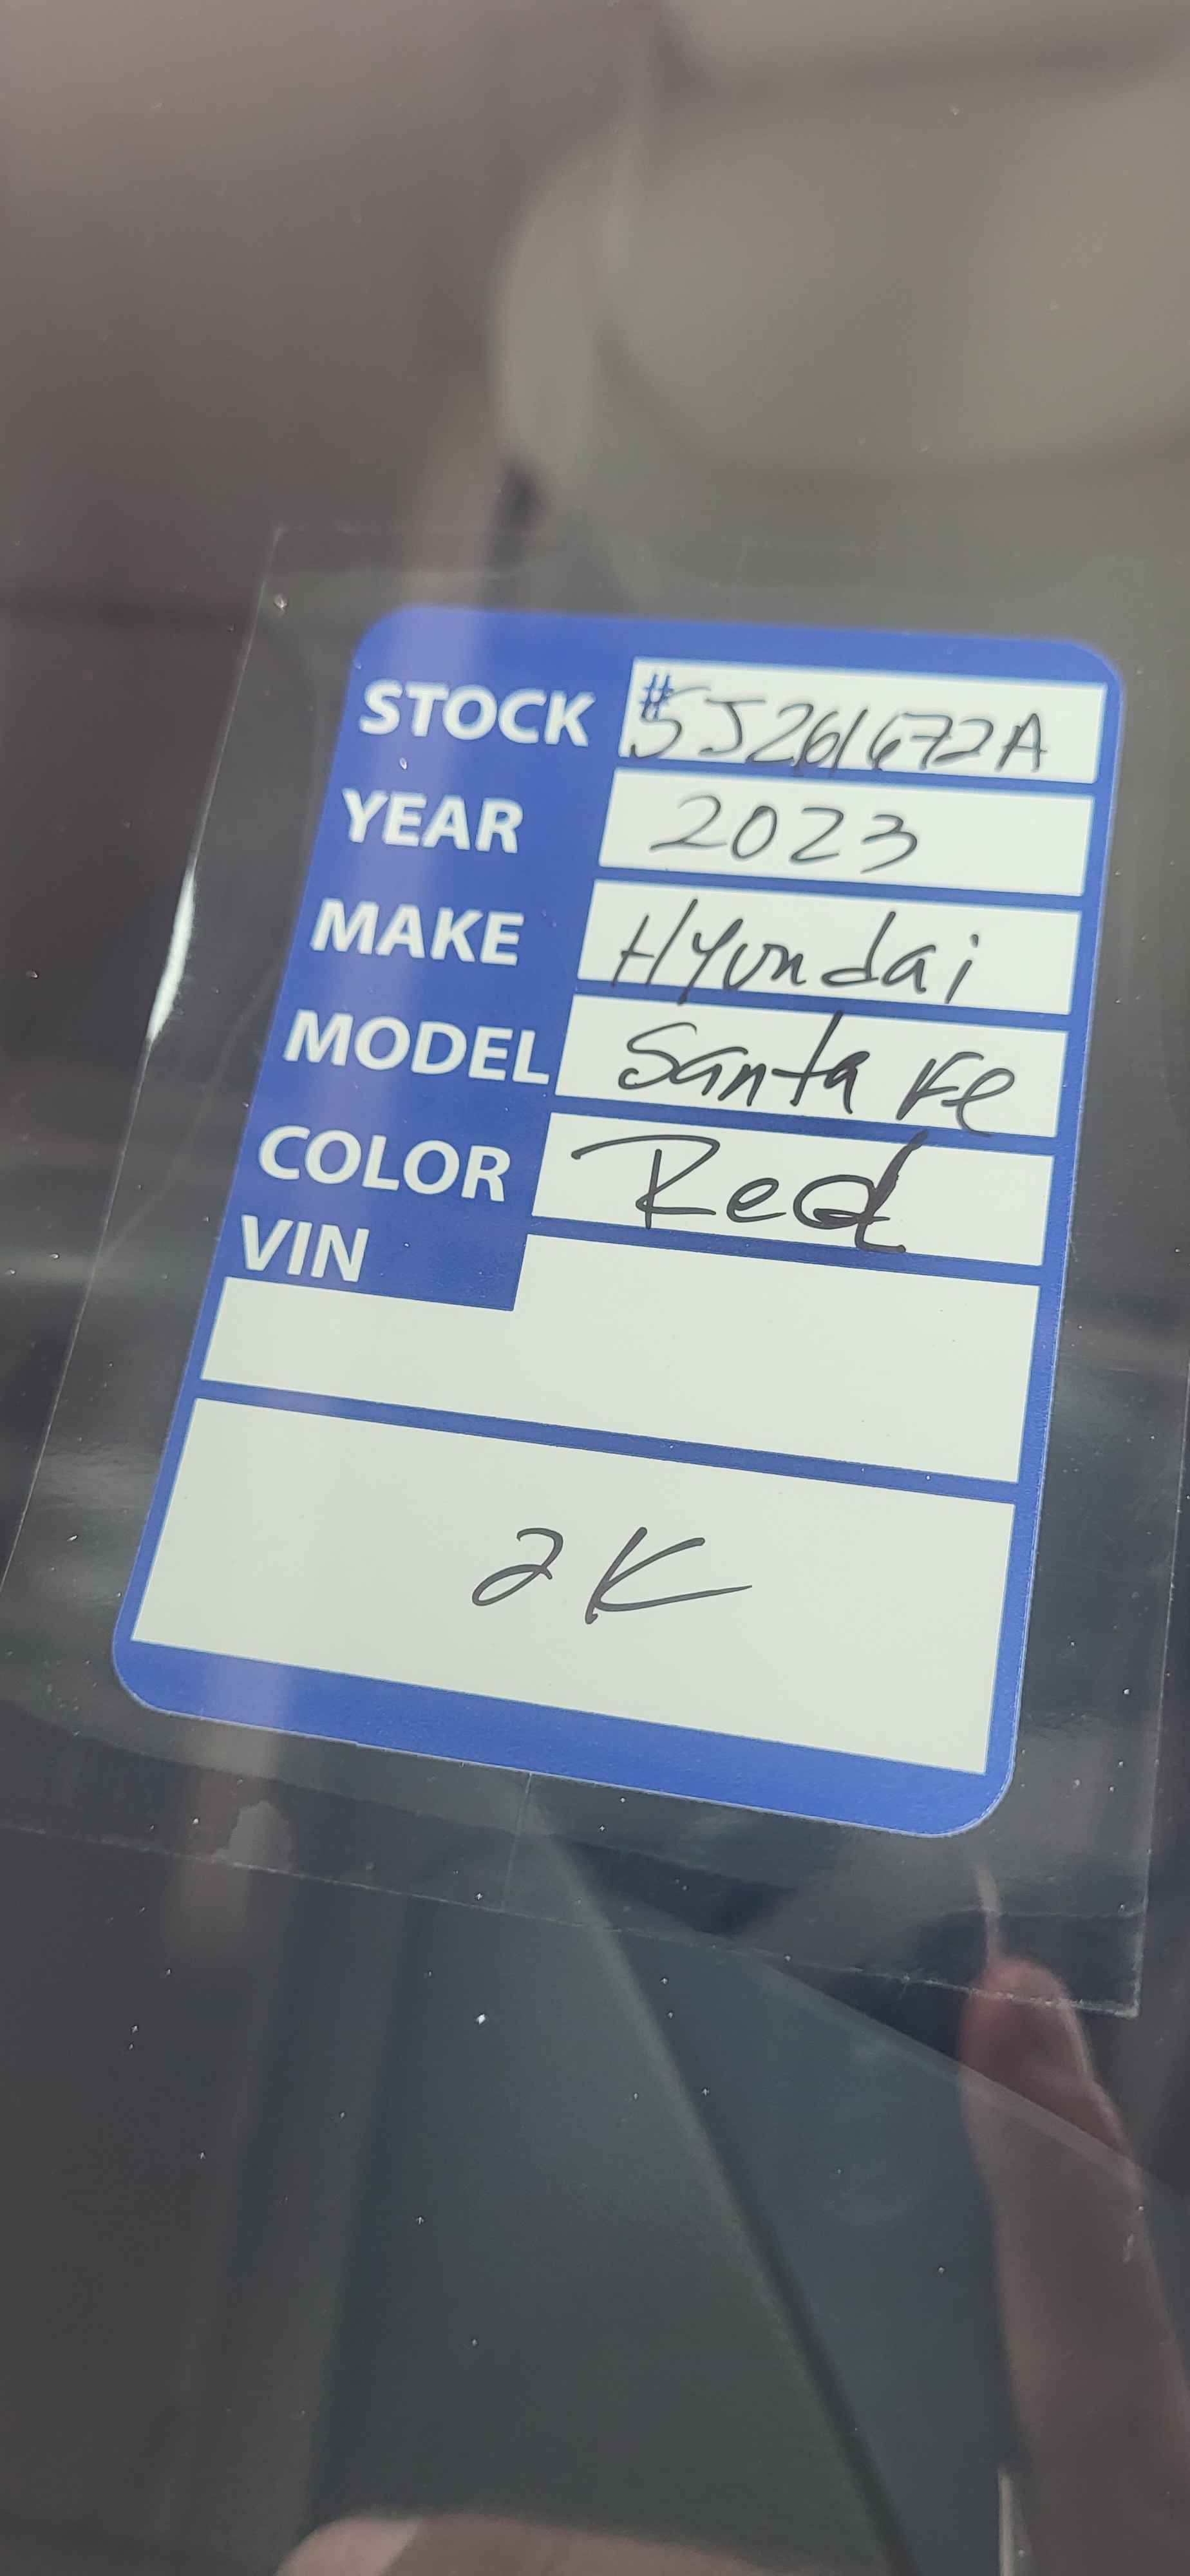 STOCK #5J261672A
YEAR 2023
MAKE Hyundai
MODEL Santa Fe
COLOR Red
VIN
2K